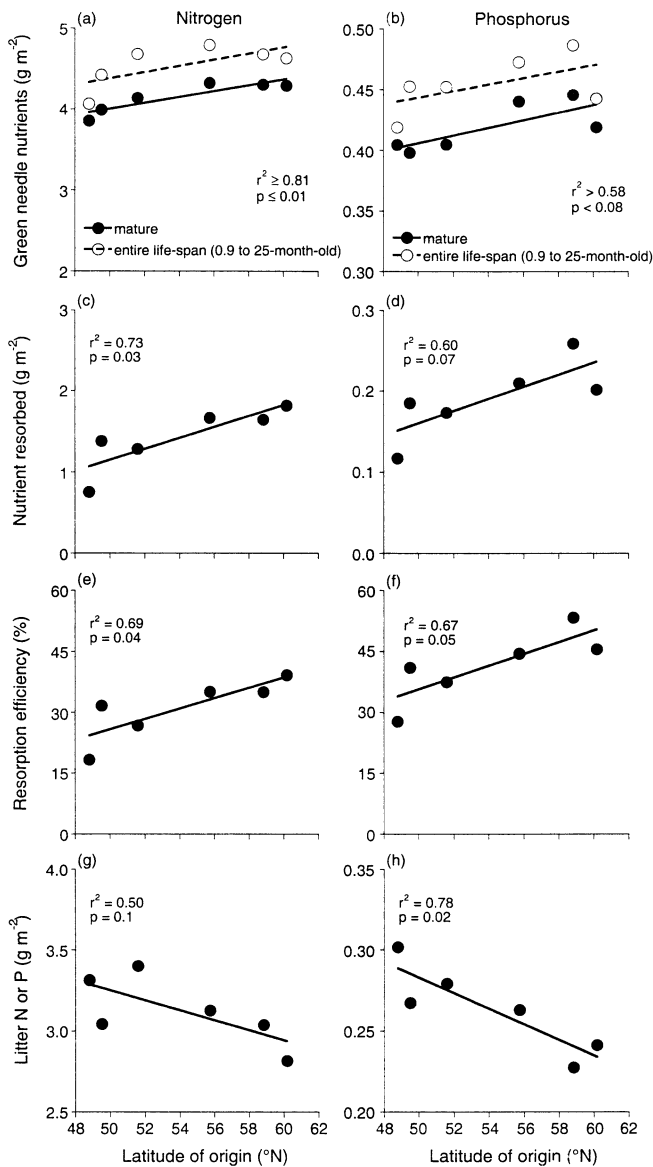 (a) Nitrogen
(b) Phosphorus
Green needle nutrients (g m-2)
5
4
3
2
r2 ≥ 0.81
p ≤ 0.01
mature
entire life-span (0.9 to 25-month-old)
0.45
0.40
0.35
0.30
r2 > 0.58
p < 0.08
mature
entire life-span (0.9 to 25-month-old)
Nutrient resorbed (g m-2)
(c)
3
2
1
0
r2 = 0.73
p = 0.03
(d)
0.3
0.2
0.1
0.0
r2 = 0.60
p = 0.07
Resorption efficiency (%)
(e)
60
45
30
15
0
r2 = 0.69
p = 0.04
(f)
60
45
30
15
0
r2 = 0.67
p = 0.05
Litter N or P (g m-2)
(g)
4.0
3.5
3.0
2.5
r2 = 0.50
p = 0.1
(h)
0.35
0.30
0.25
0.20
r2 = 0.78
p = 0.02
48 50 52 54 56 58 60 62
Latitude of origin (°N)
48 50 52 54 56 58 60 62
Latitude of origin (°N)